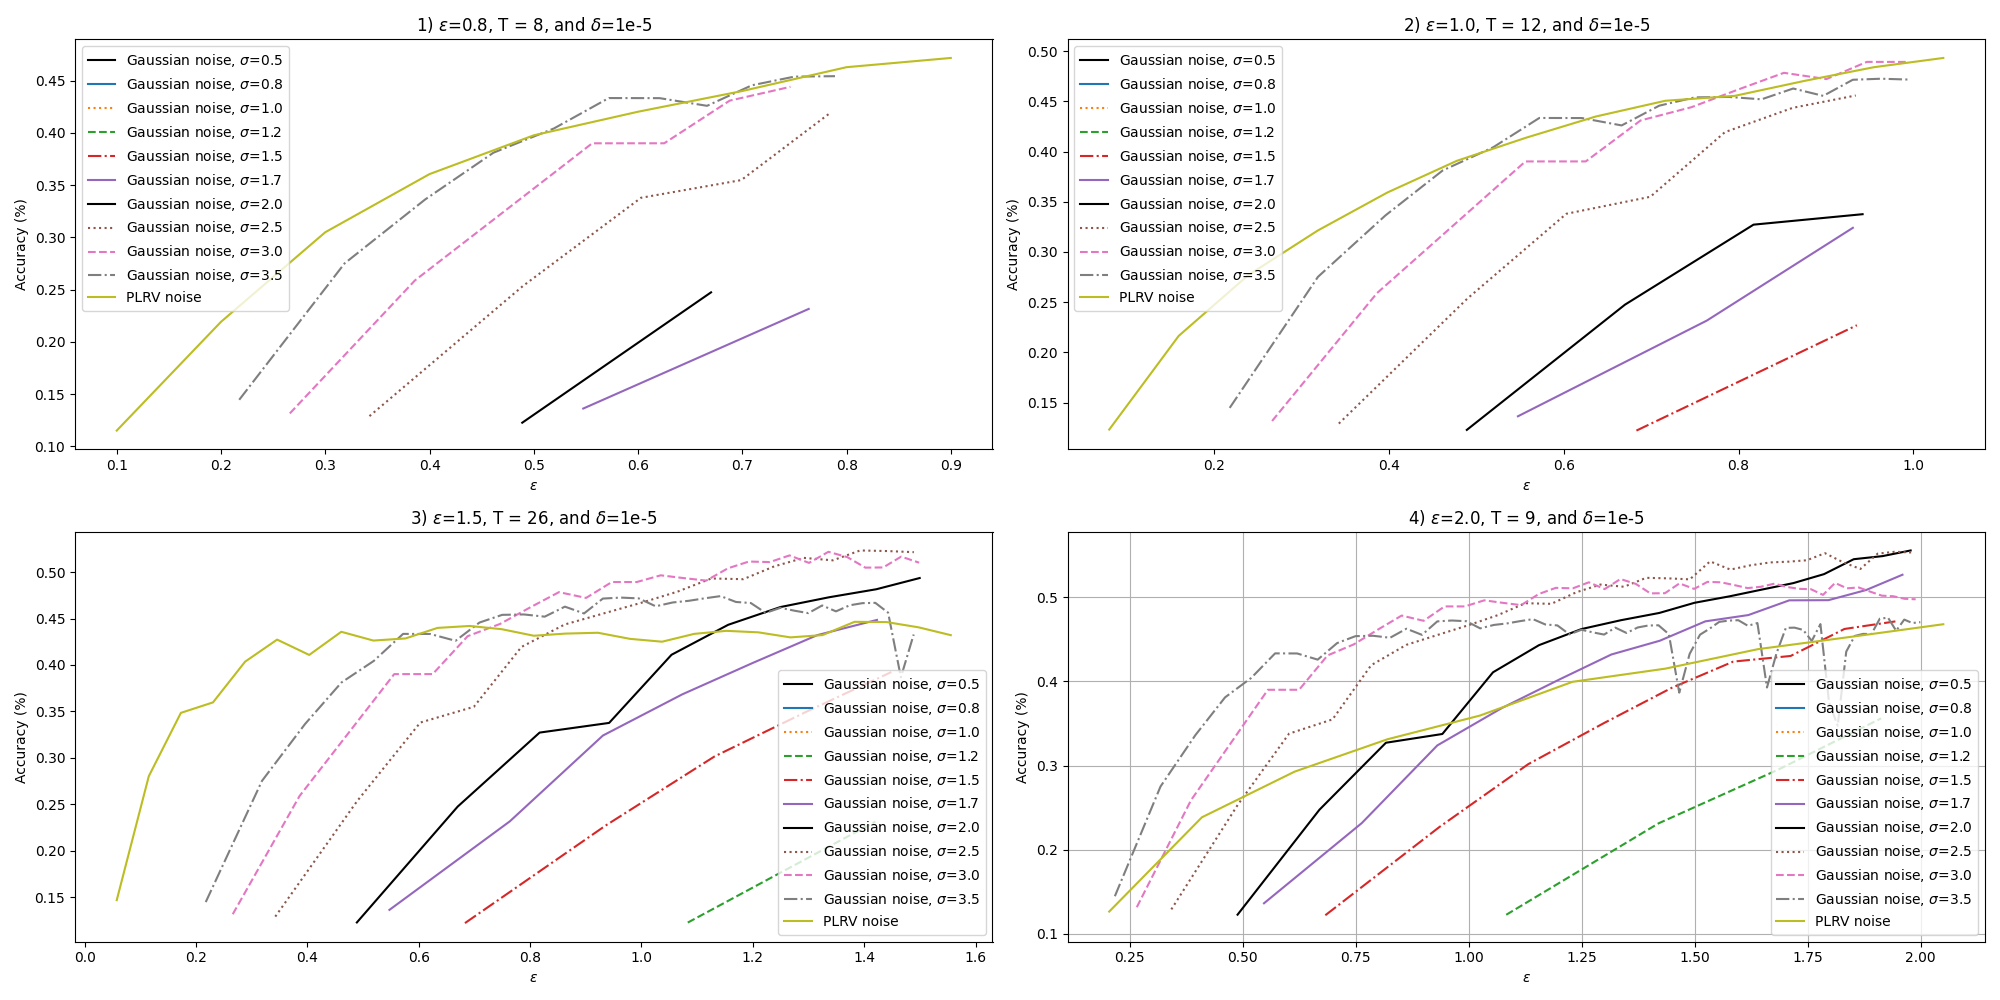 1) ε=0.8, T = 8, and δ=1e-5
Accuracy (%)
0.45
0.40
0.35
0.30
0.25
0.20
0.15
0.10
Gaussian noise, σ=0.5
Gaussian noise, σ=0.8
Gaussian noise, σ=1.0
Gaussian noise, σ=1.2
Gaussian noise, σ=1.5
Gaussian noise, σ=1.7
Gaussian noise, σ=2.0
Gaussian noise, σ=2.5
Gaussian noise, σ=3.0
Gaussian noise, σ=3.5
PLRV noise
0.1 0.2 0.3 0.4 0.5 0.6 0.7 0.8 0.9
ε
2) ε=1.0, T = 12, and δ=1e-5
Accuracy (%)
0.50
0.45
0.40
0.35
0.30
0.25
0.20
0.15
Gaussian noise, σ=0.5
Gaussian noise, σ=0.8
Gaussian noise, σ=1.0
Gaussian noise, σ=1.2
Gaussian noise, σ=1.5
Gaussian noise, σ=1.7
Gaussian noise, σ=2.0
Gaussian noise, σ=2.5
Gaussian noise, σ=3.0
Gaussian noise, σ=3.5
PLRV noise
0.2 0.4 0.6 0.8 1.0
ε
3) ε=1.5, T = 26, and δ=1e-5
Accuracy (%)
0.50
0.45
0.40
0.35
0.30
0.25
0.20
0.15
Gaussian noise, σ=0.5
Gaussian noise, σ=0.8
Gaussian noise, σ=1.0
Gaussian noise, σ=1.2
Gaussian noise, σ=1.5
Gaussian noise, σ=1.7
Gaussian noise, σ=2.0
Gaussian noise, σ=2.5
Gaussian noise, σ=3.0
Gaussian noise, σ=3.5
PLRV noise
0.0 0.2 0.4 0.6 0.8 1.0 1.2 1.4 1.6
ε
4) ε=2.0, T = 9, and δ=1e-5
Accuracy (%)
0.5
0.4
0.3
0.2
0.1
Gaussian noise, σ=0.5
Gaussian noise, σ=0.8
Gaussian noise, σ=1.0
Gaussian noise, σ=1.2
Gaussian noise, σ=1.5
Gaussian noise, σ=1.7
Gaussian noise, σ=2.0
Gaussian noise, σ=2.5
Gaussian noise, σ=3.0
Gaussian noise, σ=3.5
PLRV noise
0.25 0.50 0.75 1.00 1.25 1.50 1.75 2.00
ε